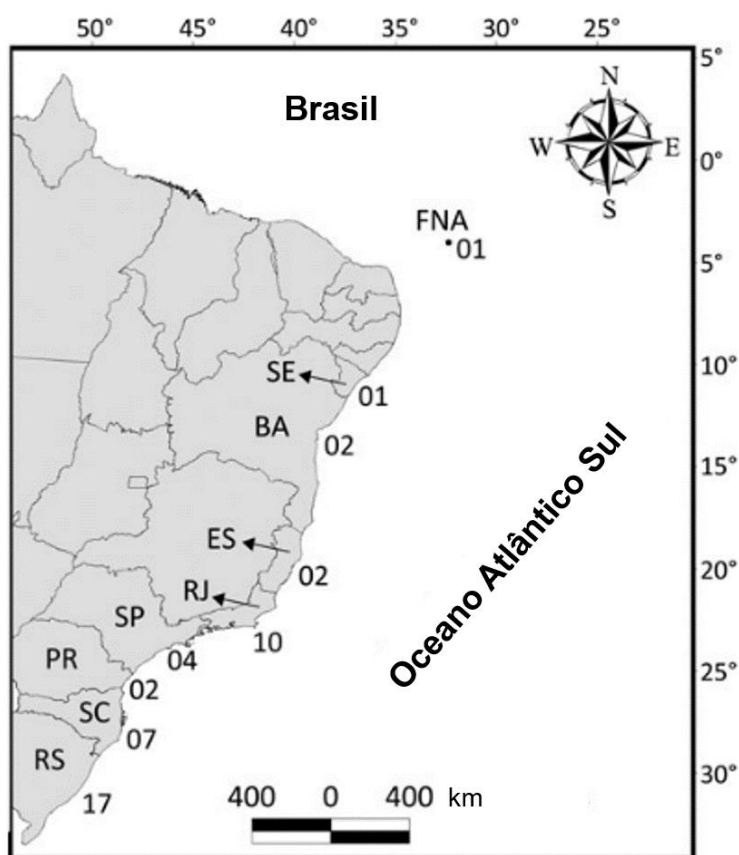 50° 45° 40° 35° 30° 25°
5°
Brasil
N
W E
S
0°
FNA
01
5°
10°
SE
01
BA
02
15°
Oceano Atlântico Sul
ES
02
20°
RJ
10
SP
04
PR
02
25°
SC
07
RS
17
30°
400 0 400 km